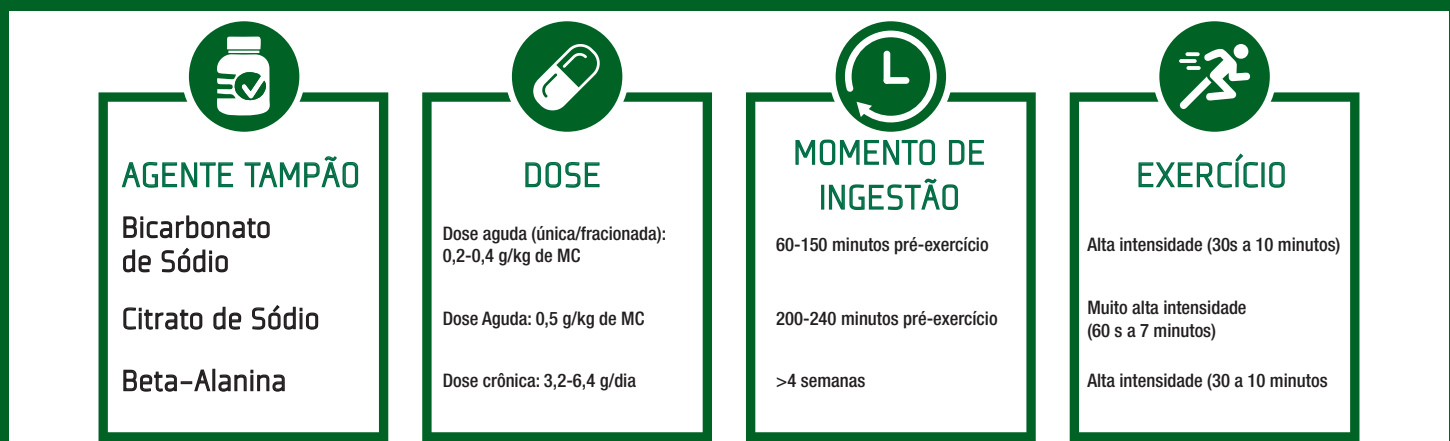 AGENTE TAMPÃO
Bicarbonato
de Sódio
Citrato de Sódio
Beta-Alanina
DOSE
Dose aguda (única/fracionada):
0,2-0,4 g/kg de MC
Dose Aguda: 0,5 g/kg de MC
Dose crônica: 3,2-6,4 g/dia
MOMENTO DE
INGESTÃO
60-150 minutos pré-exercício
200-240 minutos pré-exercício
>4 semanas
EXERCÍCIO
Alta intensidade (30s a 10 minutos)
Muito alta intensidade
(60 s a 7 minutos)
Alta intensidade (30 a 10 minutos